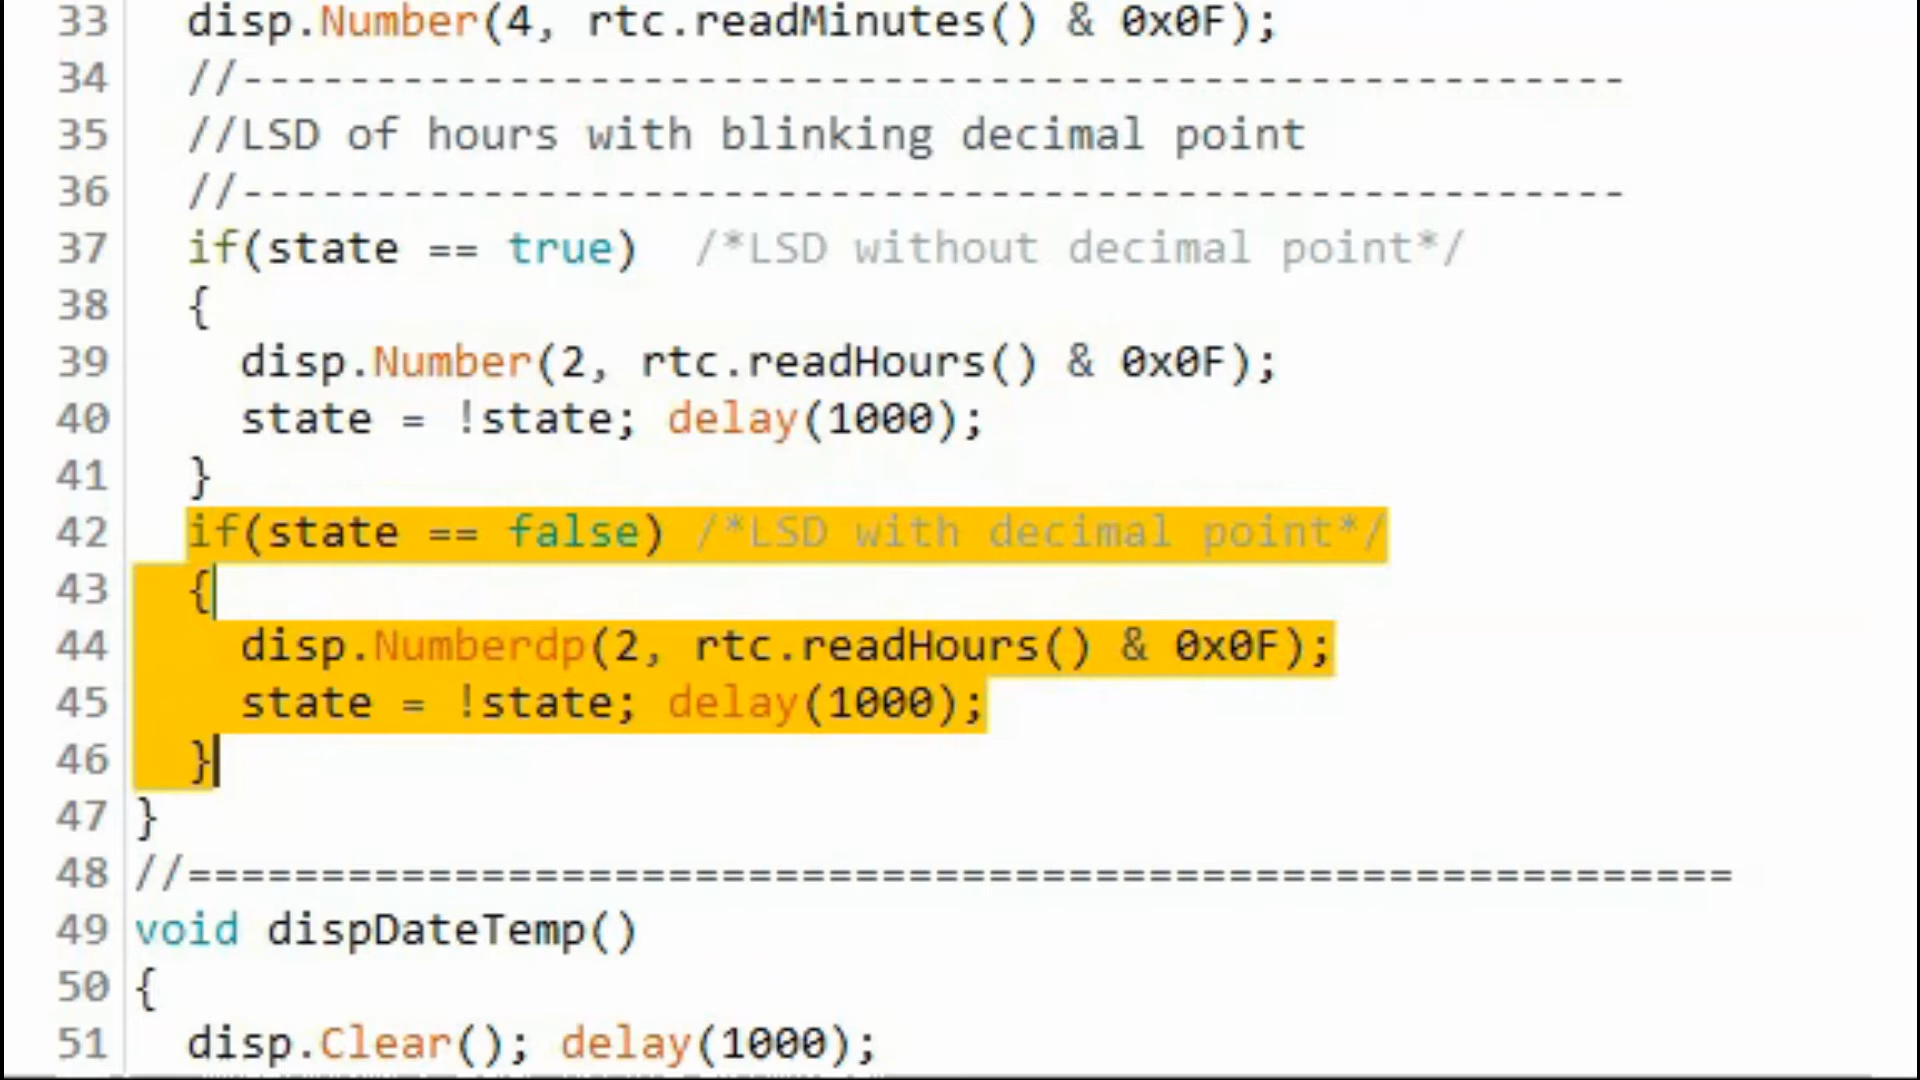 33 disp.Number(4, rtc.readMinutes() & 0x0F);
34 //----------------------------------------------------
35 //LSD of hours with blinking decimal point
36 //----------------------------------------------------
37 if(state == true)  /*LSD without decimal point*/
38 {
39 disp.Number(2, rtc.readHours() & 0x0F);
40 state = !state; delay(1000);
41 }
42 if(state == false) /*LSD with decimal point*/
43 {
44 disp.Numberdp(2, rtc.readHours() & 0x0F);
45 state = !state; delay(1000);
46 }
47 }
48 //==========================================================
49 void dispDateTemp()
50 {
51 disp.Clear(); delay(1000);